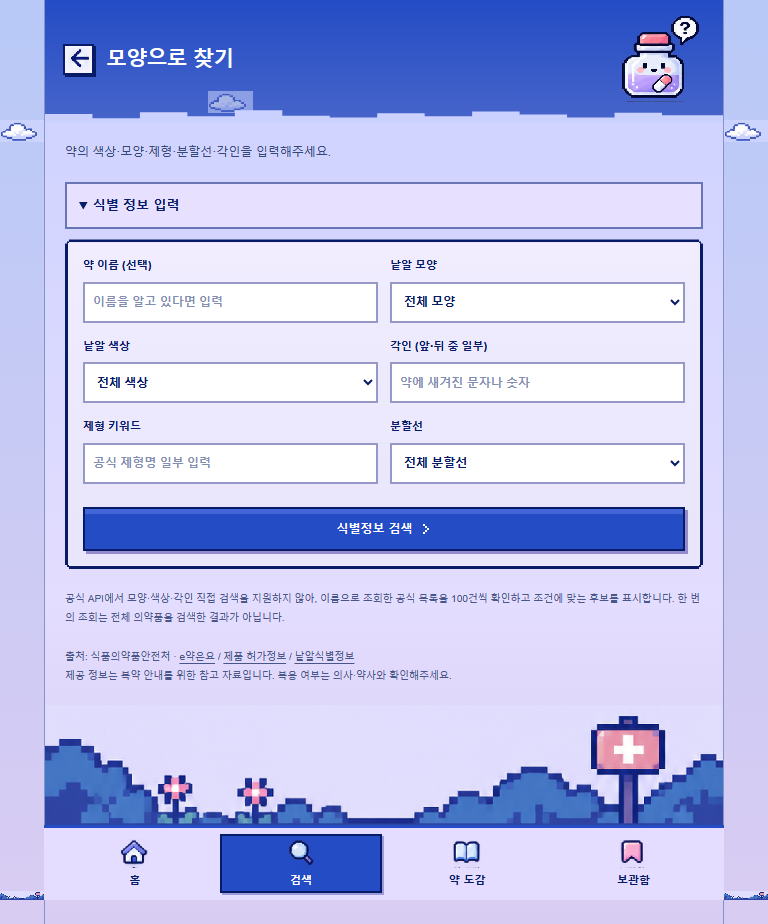 ?
모양으로 찾기
약의 색상·모양·제형·분할선·각인을 입력해주세요.
▼ 식별 정보 입력
약 이름 (선택)
낱알 모양
이름을 알고 있다면 입력
전체 모양
낱알 색상
각인 (앞·뒤 중 일부)
전체 색상
약에 새겨진 문자나 숫자
제형 키워드
분할선
공식 제형명 일부 입력
전체 분할선
식별정보 검색 >
공식 API에서 모양·색상·각인 직접 검색을 지원하지 않아, 이름으로 조회한 공식 목록을 100건씩 확인하고 조건에 맞는 후보를 표시합니다. 한 번
의 조회는 전체 의약품을 검색한 결과가 아닙니다.
출처: 식품의약품안전처 · e약은요 / 제품 허가정보 / 낱알식별정보
제공 정보는 복약 안내를 위한 참고 자료입니다. 복용 여부는 의사·약사와 확인해주세요.
홈
검색
약 도감
보관함